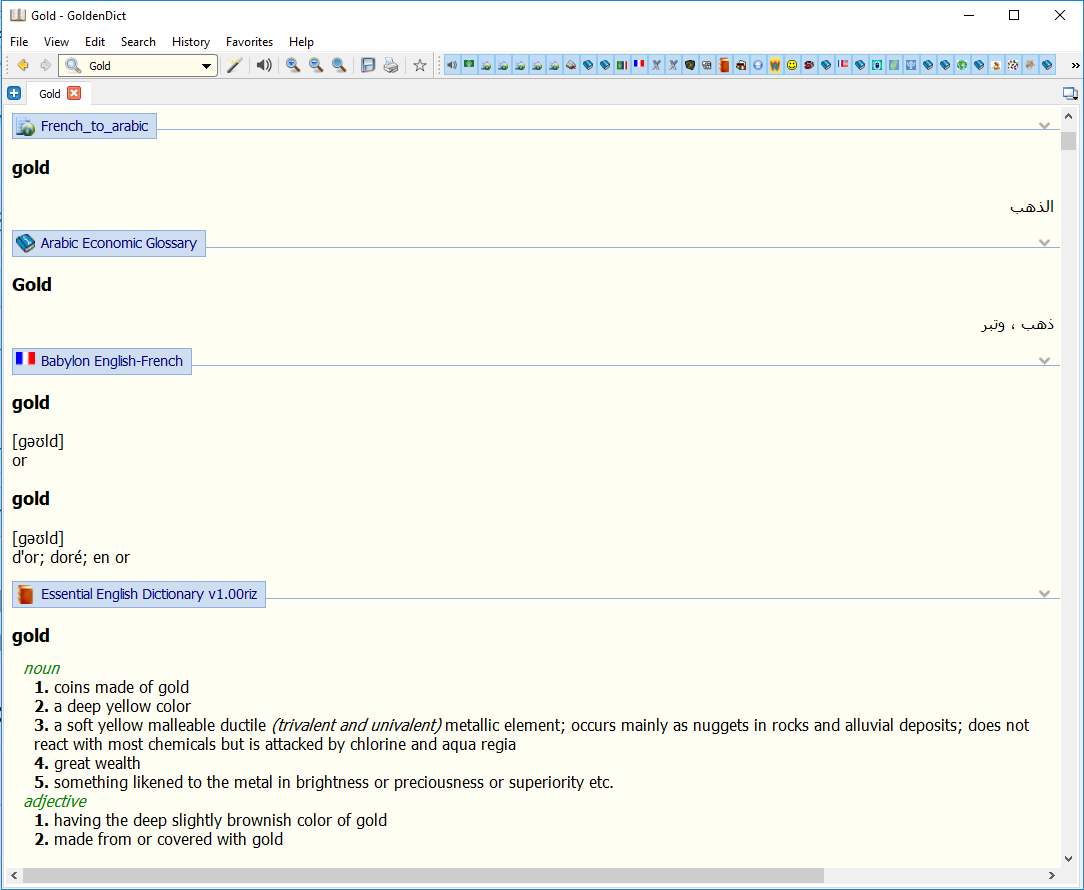 Gold - GoldenDict
File View Edit Search History Favorites Help
Gold
Gold
French_to_arabic
gold
الذهب
Arabic Economic Glossary
Gold
ذهب ، وتبر
Babylon English-French
gold
[gəʊld]
or
gold
[gəʊld]
d'or; doré; en or
Essential English Dictionary v1.00riz
gold
noun
1. coins made of gold
2. a deep yellow color
3. a soft yellow malleable ductile (trivalent and univalent) metallic element; occurs mainly as nuggets in rocks and alluvial deposits; does not
react with most chemicals but is attacked by chlorine and aqua regia
4. great wealth
5. something likened to the metal in brightness or preciousness or superiority etc.
adjective
1. having the deep slightly brownish color of gold
2. made from or covered with gold